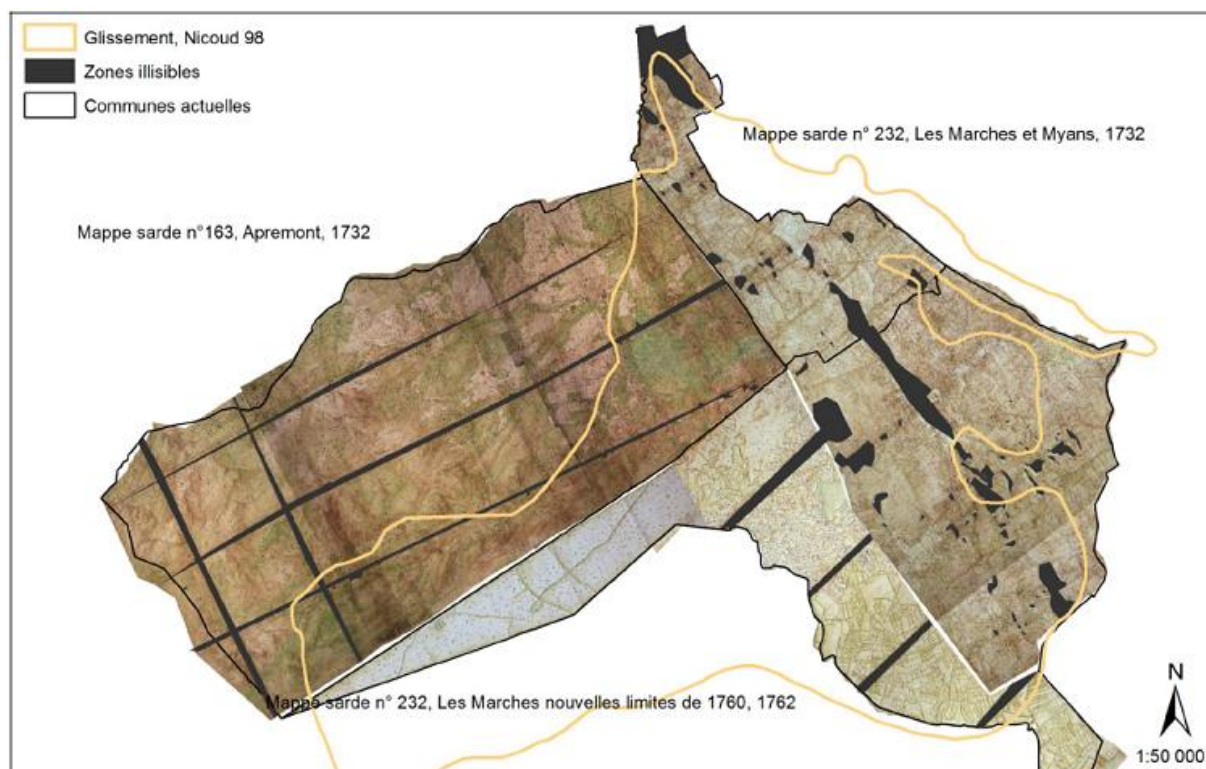 Glissement, Nicoud 98
Zones illisibles
Communes actuelles
Mappe sarde n° 232, Les Marches et Myans, 1732
Mappe sarde n°163, Apremont, 1732
Mappe sarde n° 232, Les Marches nouvelles limites de 1760, 1762
N
1:50 000